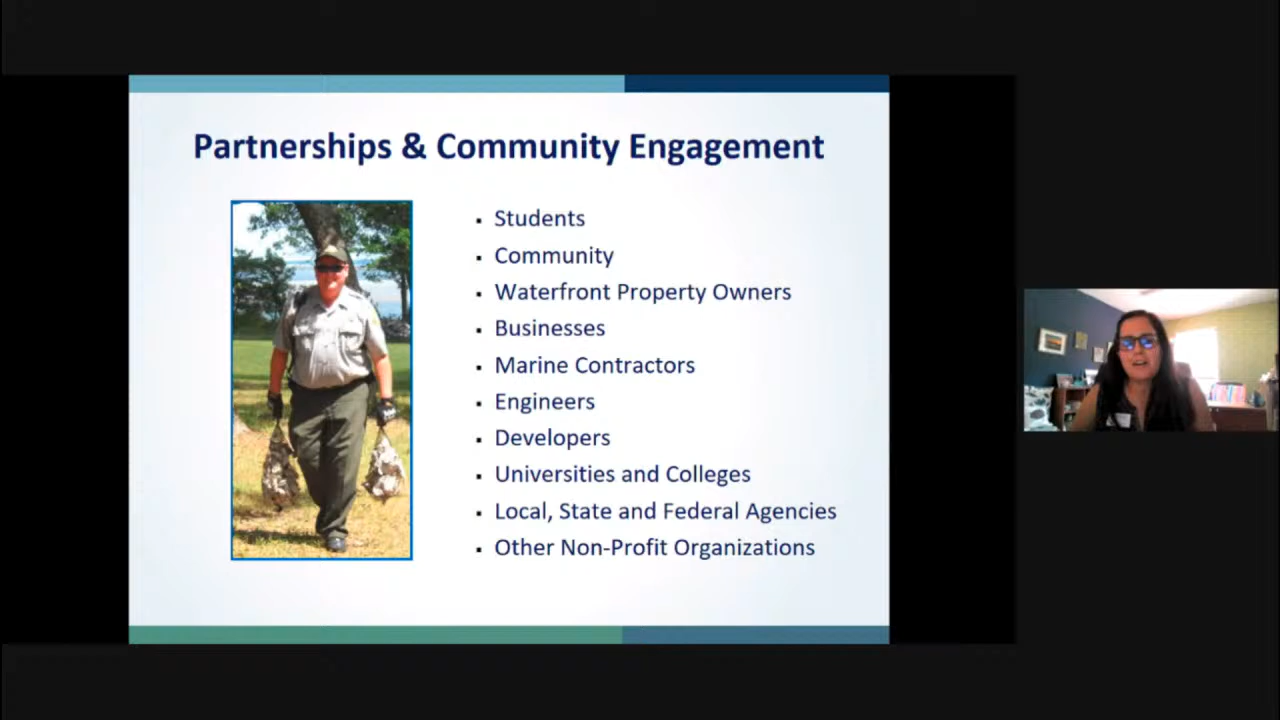 Partnerships & Community Engagement
Students
Community
Waterfront Property Owners
Businesses
Marine Contractors
Engineers
Developers
Universities and Colleges
Local, State and Federal Agencies
Other Non-Profit Organizations